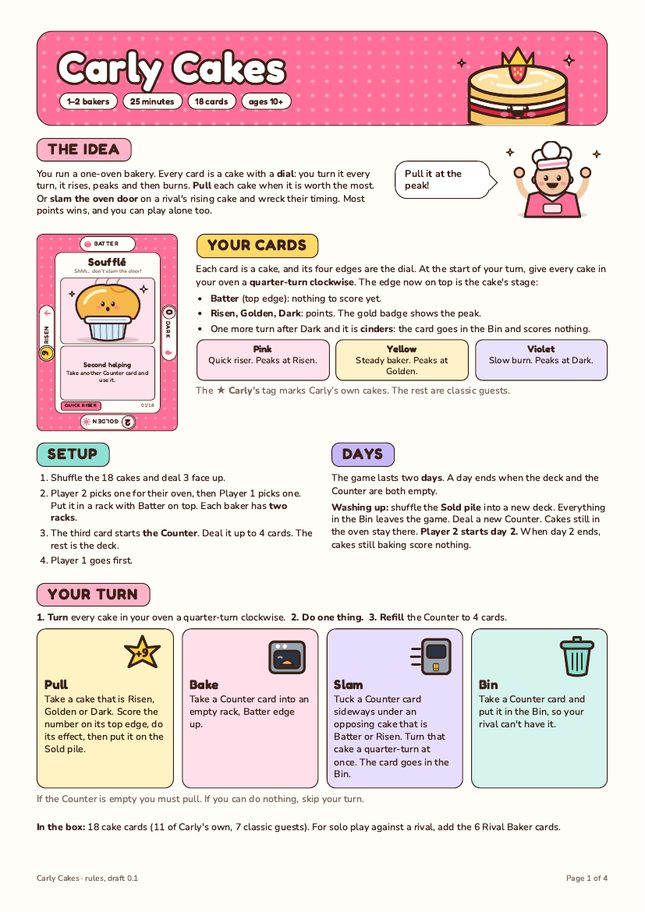 Carly Cakes
1–2 bakers
25 minutes
18 cards
ages 10+
THE IDEA
You run a one-oven bakery. Every card is a cake with a dial: you turn it every
turn, it rises, peaks and then burns. Pull each cake when it is worth the most.
Or slam the oven door on a rival's rising cake and wreck their timing. Most
points wins, and you can play alone too.
Pull it at the
peak!
BATTER
Soufflé
Shhh... don't slam the door!
RISEN
9
0
DARK
Second helping
Take another Counter card and
use it.
QUICK RISER
01/18
GOLDEN
2
YOUR CARDS
Each card is a cake, and its four edges are the dial. At the start of your turn, give every cake in
your oven a quarter-turn clockwise. The edge now on top is the cake's stage:
• Batter (top edge): nothing to score yet.
• Risen, Golden, Dark: points. The gold badge shows the peak.
• One more turn after Dark and it is cinders: the card goes in the Bin and scores nothing.
Pink
Quick riser. Peaks at Risen.
Yellow
Steady baker. Peaks at
Golden.
Violet
Slow burn. Peaks at Dark.
The ★ Carly's tag marks Carly's own cakes. The rest are classic guests.
SETUP
1. Shuffle the 18 cakes and deal 3 face up.
2. Player 2 picks one for their oven, then Player 1 picks one.
Put it in a rack with Batter on top. Each baker has two
racks.
3. The third card starts the Counter. Deal it up to 4 cards. The
rest is the deck.
4. Player 1 goes first.
DAYS
The game lasts two days. A day ends when the deck and the
Counter are both empty.
Washing up: shuffle the Sold pile into a new deck. Everything
in the Bin leaves the game. Deal a new Counter. Cakes still in
the oven stay there. Player 2 starts day 2. When day 2 ends,
cakes still baking score nothing.
YOUR TURN
1. Turn every cake in your oven a quarter-turn clockwise. 2. Do one thing. 3. Refill the Counter to 4 cards.
+9
Pull
Take a cake that is Risen,
Golden or Dark. Score the
number on its top edge, do
its effect, then put it on the
Sold pile.
Bake
Take a Counter card into an
empty rack, Batter edge
up.
Slam
Tuck a Counter card
sideways under an
opposing cake that is
Batter or Risen. Turn that
cake a quarter-turn at
once. The card goes in the
Bin.
Bin
Take a Counter card and
put it in the Bin, so your
rival can't have it.
If the Counter is empty you must pull. If you can do nothing, skip your turn.
In the box: 18 cake cards (11 of Carly's own, 7 classic guests). For solo play against a rival, add the 6 Rival Baker cards.
Carly Cakes · rules, draft 0.1
Page 1 of 4